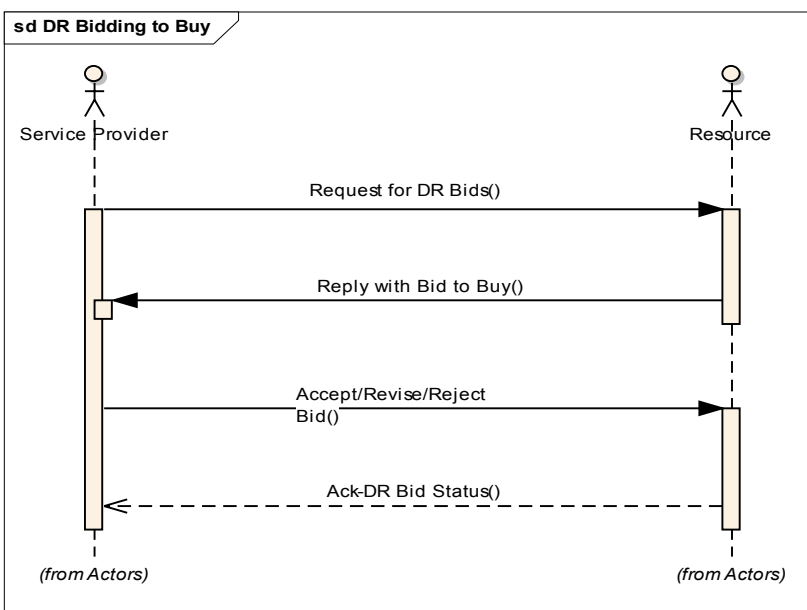 sd DR Bidding to Buy
Service Provider
Resource
Request for DR Bids()
Reply with Bid to Buy()
Accept/Revise/Reject
Bid()
Ack-DR Bid Status()
(from Actors)
(from Actors)